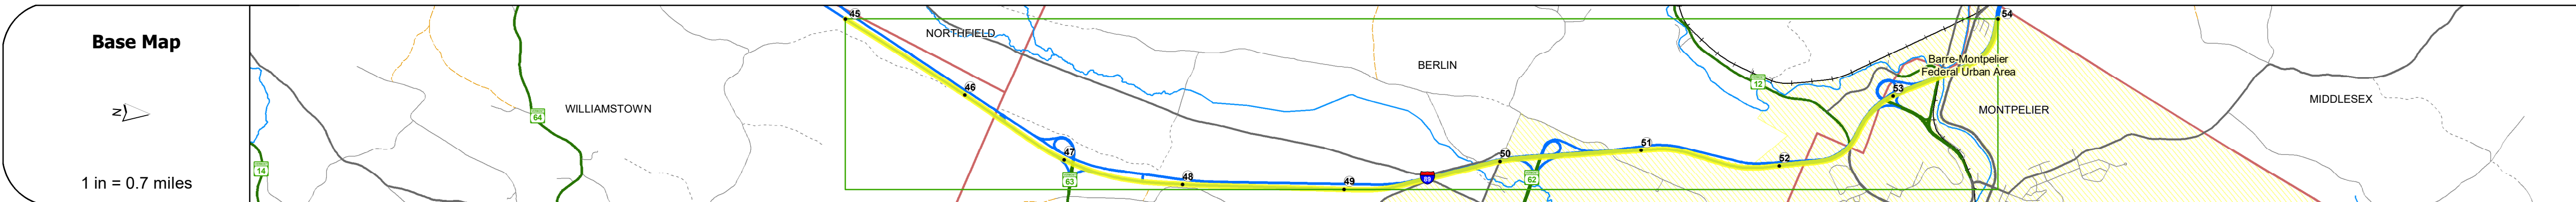 Base Map
N
1 in = 0.7 miles
14
64
WILLIAMSTOWN
45
NORTHFIELD
46
47
63
48
49
BERLIN
89
50
62
51
52
12
53
54
Barre-Montpelier
Federal Urban Area
MONTPELIER
MIDDLESEX